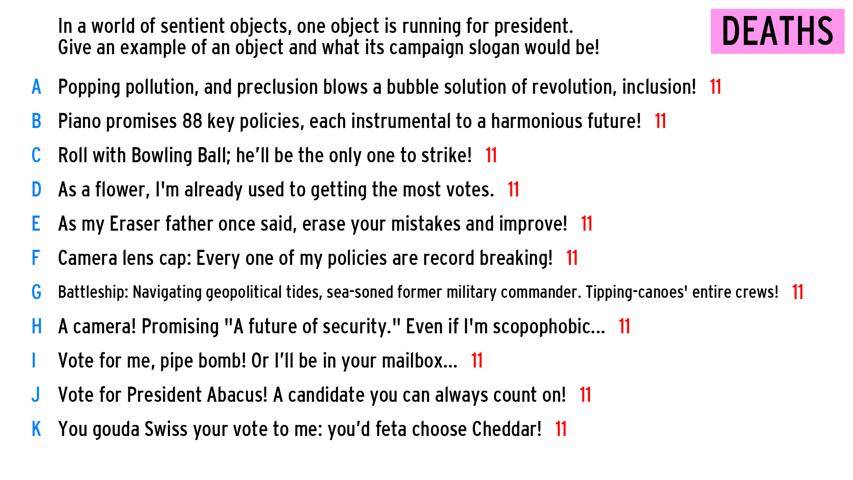 In a world of sentient objects, one object is running for president.
Give an example of an object and what its campaign slogan would be!
DEATHS
A Popping pollution, and preclusion blows a bubble solution of revolution, inclusion! 11
B Piano promises 88 key policies, each instrumental to a harmonious future! 11
C Roll with Bowling Ball; he'll be the only one to strike! 11
D As a flower, I'm already used to getting the most votes. 11
E As my Eraser father once said, erase your mistakes and improve! 11
F Camera lens cap: Every one of my policies are record breaking! 11
G Battleship: Navigating geopolitical tides, sea-soned former military commander. Tipping-canoes' entire crews! 11
H A camera! Promising "A future of security." Even if I'm scopophobic... 11
I Vote for me, pipe bomb! Or I'll be in your mailbox... 11
J Vote for President Abacus! A candidate you can always count on! 11
K You gouda Swiss your vote to me: you'd feta choose Cheddar! 11